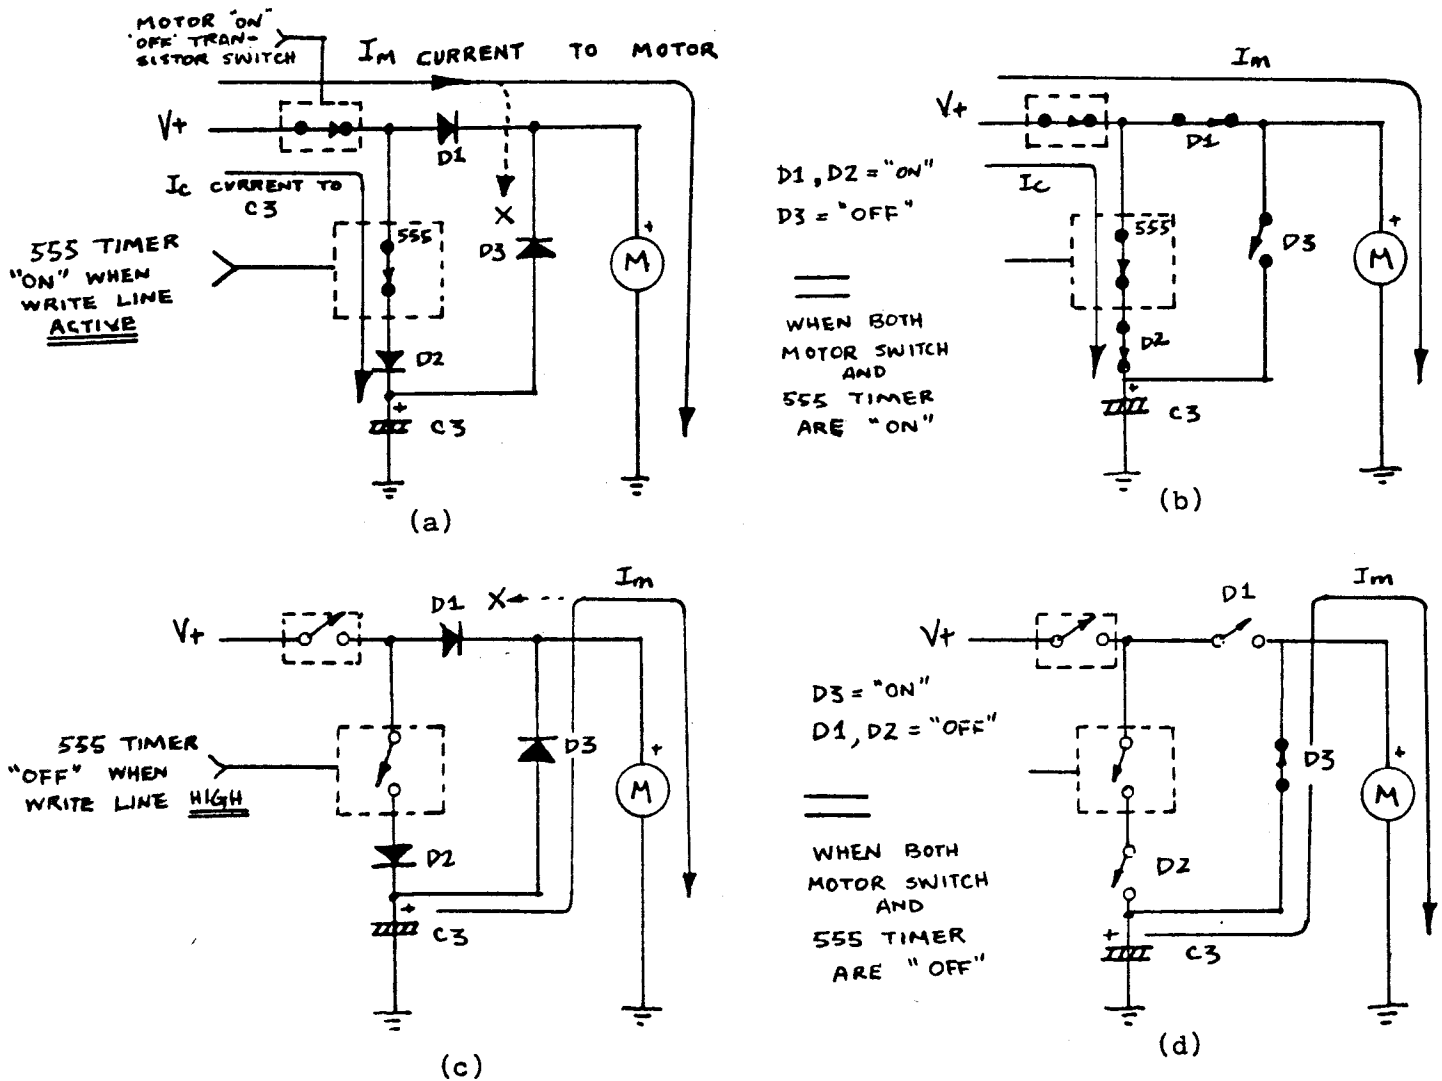 MOTOR "ON"
'OFF' TRAN-
SISTOR SWITCH
IM CURRENT TO MOTOR
V+
D1
IC CURRENT TO
C3
X
555
D3
+
M
555 TIMER
"ON" WHEN
WRITE LINE
ACTIVE
D2
+
C3
(a)
Im
V+
D1
D1, D2 = "ON"
D3 = "OFF"
Ic
555
D3
+
M
WHEN BOTH
MOTOR SWITCH
AND
555 TIMER
ARE "ON"
D2
+
C3
(b)
Im
D1 X
V+
555 TIMER
"OFF" WHEN
WRITE LINE HIGH
D3
+
M
D2
+
C3
(c)
Im
D1
V+
D3 = "ON"
D1, D2 = "OFF"
D3
+
M
WHEN BOTH
MOTOR SWITCH
AND
555 TIMER
ARE "OFF"
D2
+
C3
(d)